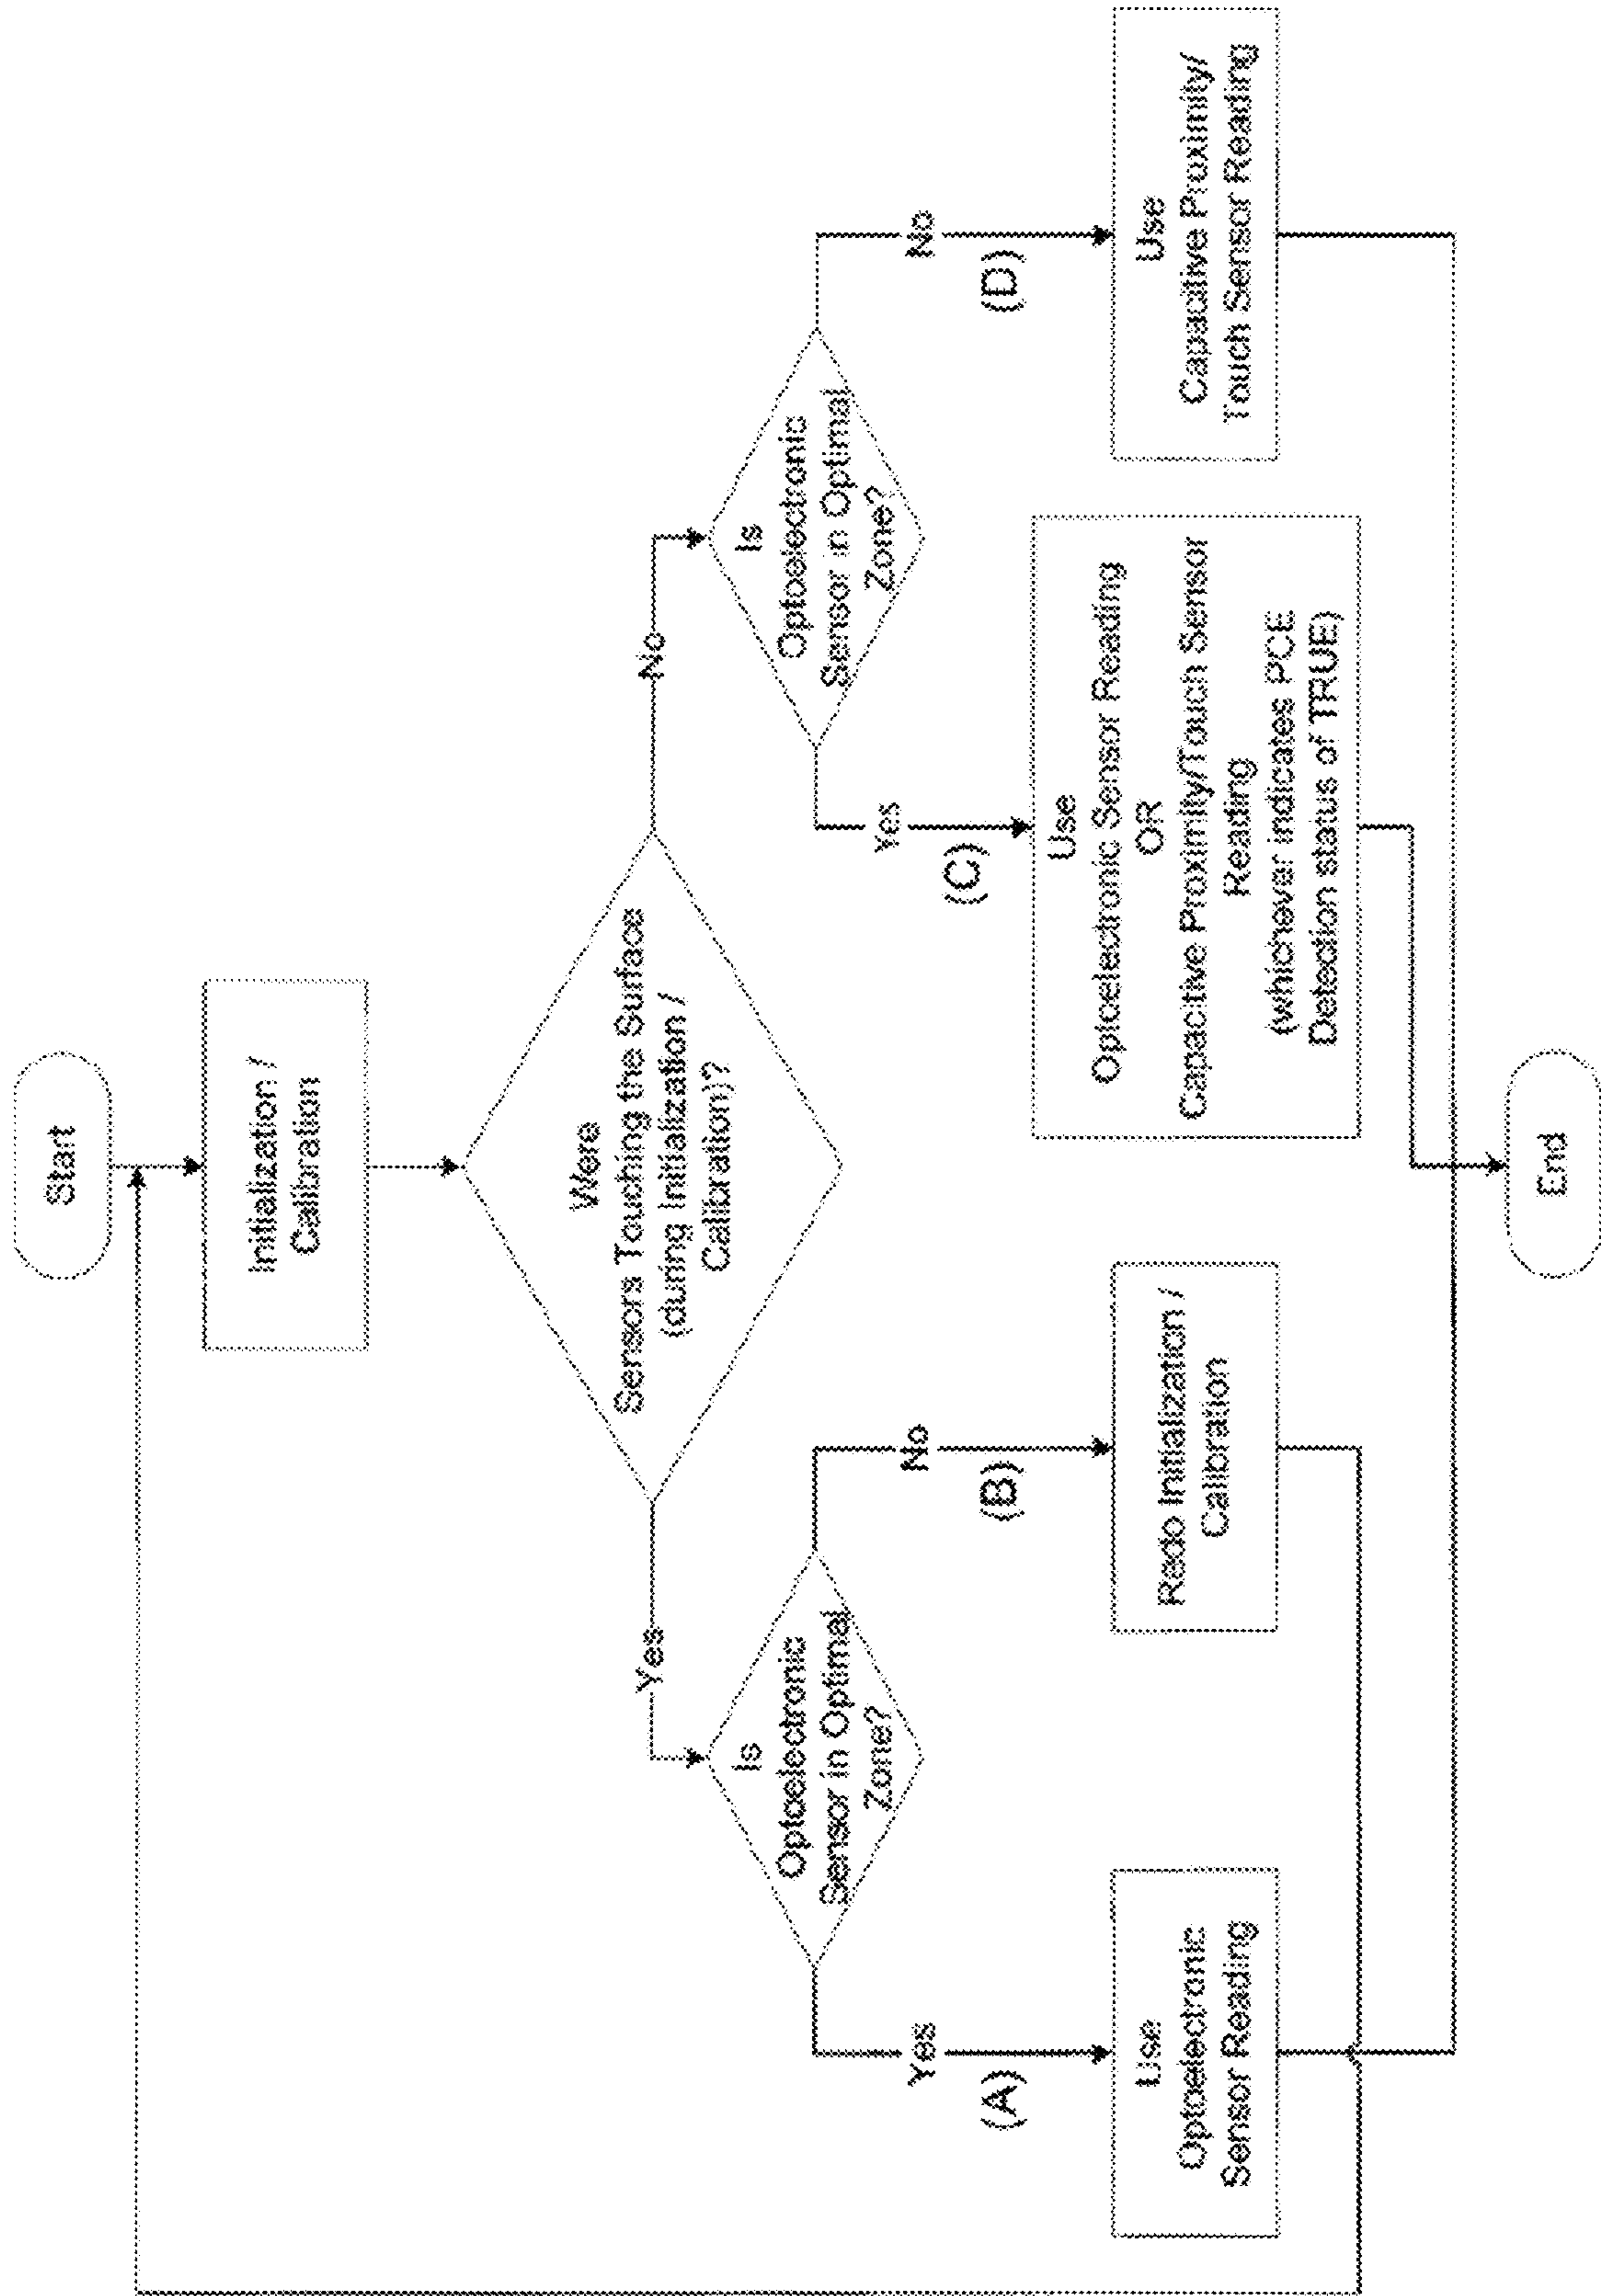 Start
Initialization /
Calibration
Were
Sensors Touching the Surface
(during Initialization /
Calibration)?
Yes
No
Is
Optoelectronic
Sensor in Optimal
Zone?
Is
Optoelectronic
Sensor in Optimal
Zone?
Yes
(A)
No
(B)
Yes
(C)
No
(D)
Use
Optoelectronic
Sensor Reading
Redo Initialization /
Calibration
Use
Optoelectronic Sensor Reading
OR
Capacitive Proximity/Touch Sensor
Reading
(whichever indicates PCE
Detection status of TRUE)
Use
Capacitive Proximity/
Touch Sensor Reading
End